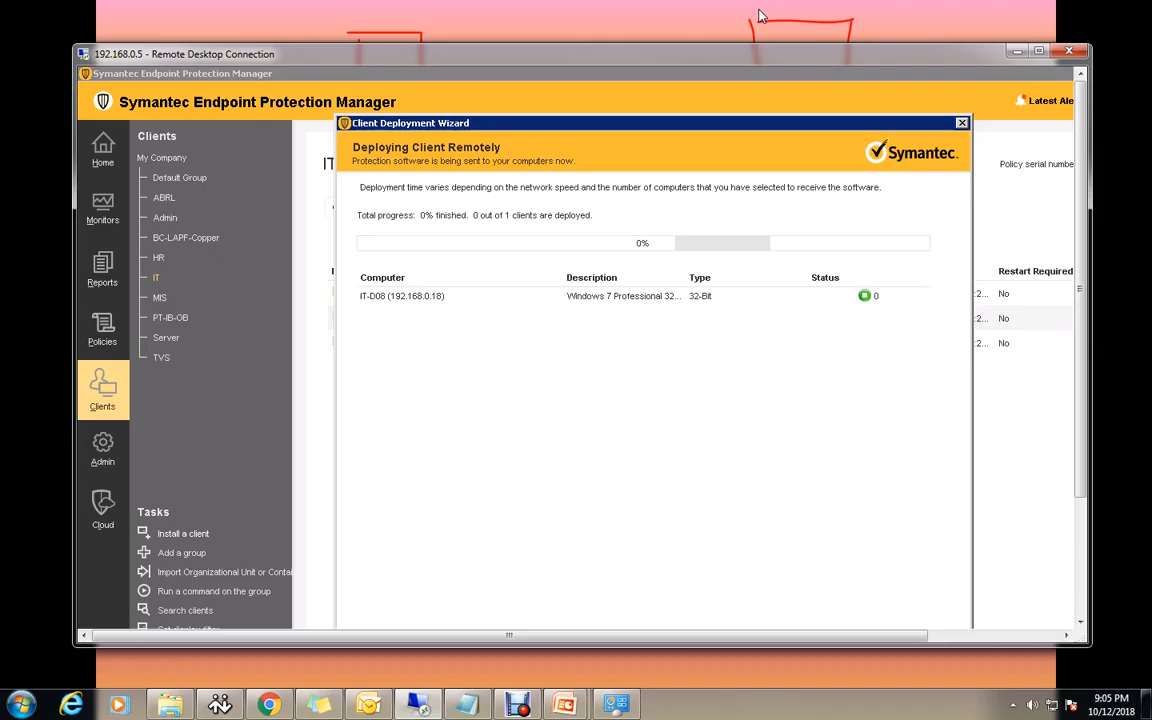 192.168.0.5 - Remote Desktop Connection
Symantec Endpoint Protection Manager
Symantec Endpoint Protection Manager
Latest Ale
Home
Monitors
Reports
Policies
Clients
Admin
Cloud
Clients
My Company
Default Group
ABRL
Admin
BC-LAPF-Copper
HR
IT
MIS
PT-IB-OB
Server
TVS
Tasks
Install a client
Add a group
Import Organizational Unit or Contai
Run a command on the group
Search clients
IT
Client Deployment Wizard
Deploying Client Remotely
Protection software is being sent to your computers now.
Symantec.
Deployment time varies depending on the network speed and the number of computers that you have selected to receive the software.
Total progress: 0% finished. 0 out of 1 clients are deployed.
0%
Computer Description Type Status
IT-D08 (192.168.0.18) Windows 7 Professional 32... 32-Bit 0
Policy serial numbe
Restart Required
:2... No
:2... No
:2... No
9:05 PM
10/12/2018